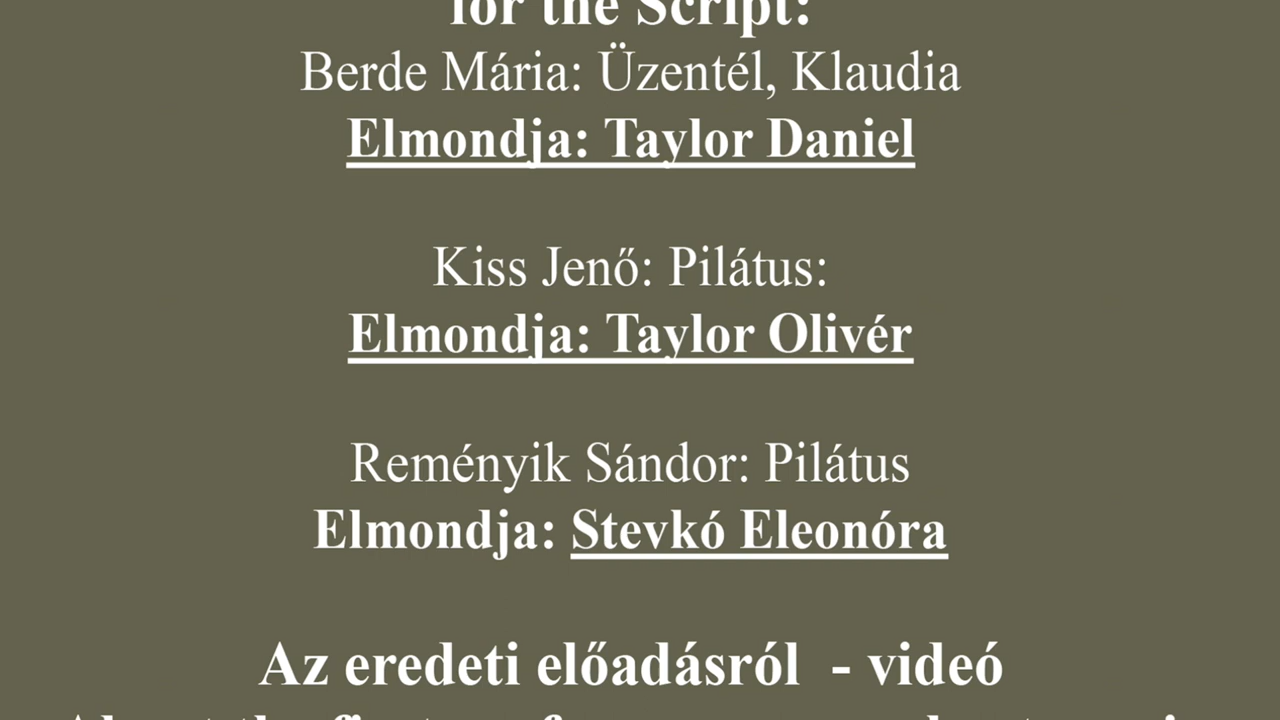 for the Script:
Berde Mária: Üzentél, Klaudia
Elmondja: Taylor Daniel
Kiss Jenő: Pilátus:
Elmondja: Taylor Olivér
Reményik Sándor: Pilátus
Elmondja: Stevkó Eleonóra
Az eredeti előadásról - videó